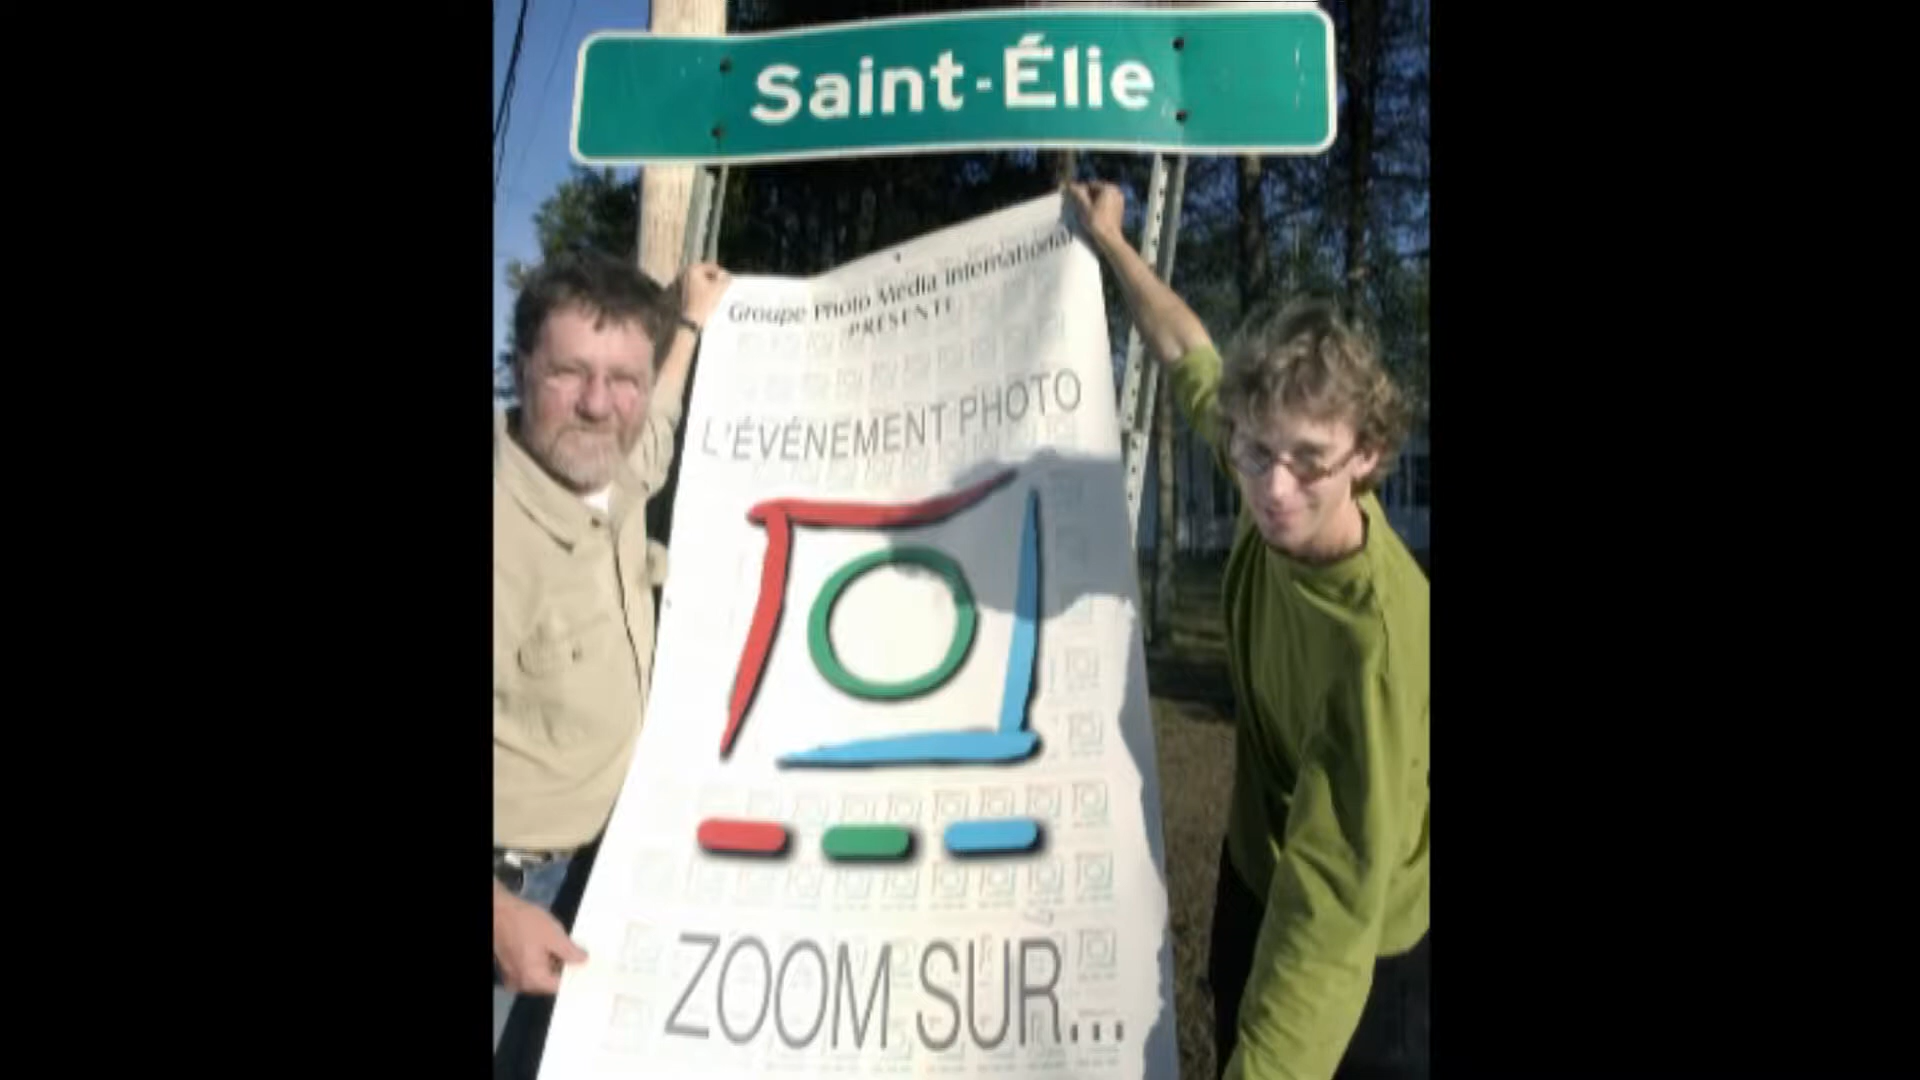 Saint-Élie
Groupe Photo Média International
PRÉSENTE
L'ÉVÉNEMENT PHOTO
ZOOM SUR...